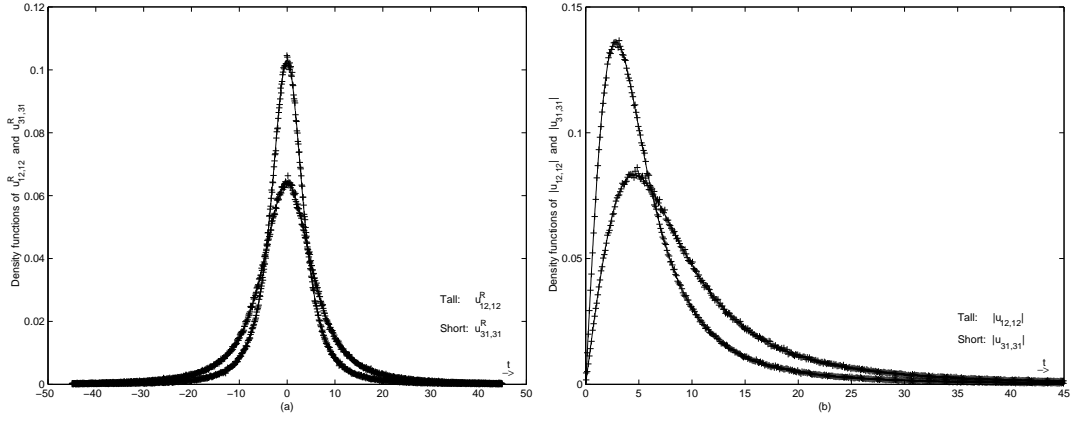 Density functions of u^R_{12,12} and u^R_{31,31}
0.12
0.1
0.08
0.06
0.04
0.02
0
−50 −40 −30 −20 −10 0 10 20 30 40 50
Tall: u^R_{12,12}
Short: u^R_{31,31}
t
−>
(a)
Density functions of |u_{12,12}| and |u_{31,31}|
0.15
0.1
0.05
0
0 5 10 15 20 25 30 35 40 45
Tall: |u_{12,12}|
Short: |u_{31,31}|
t
−>
(b)